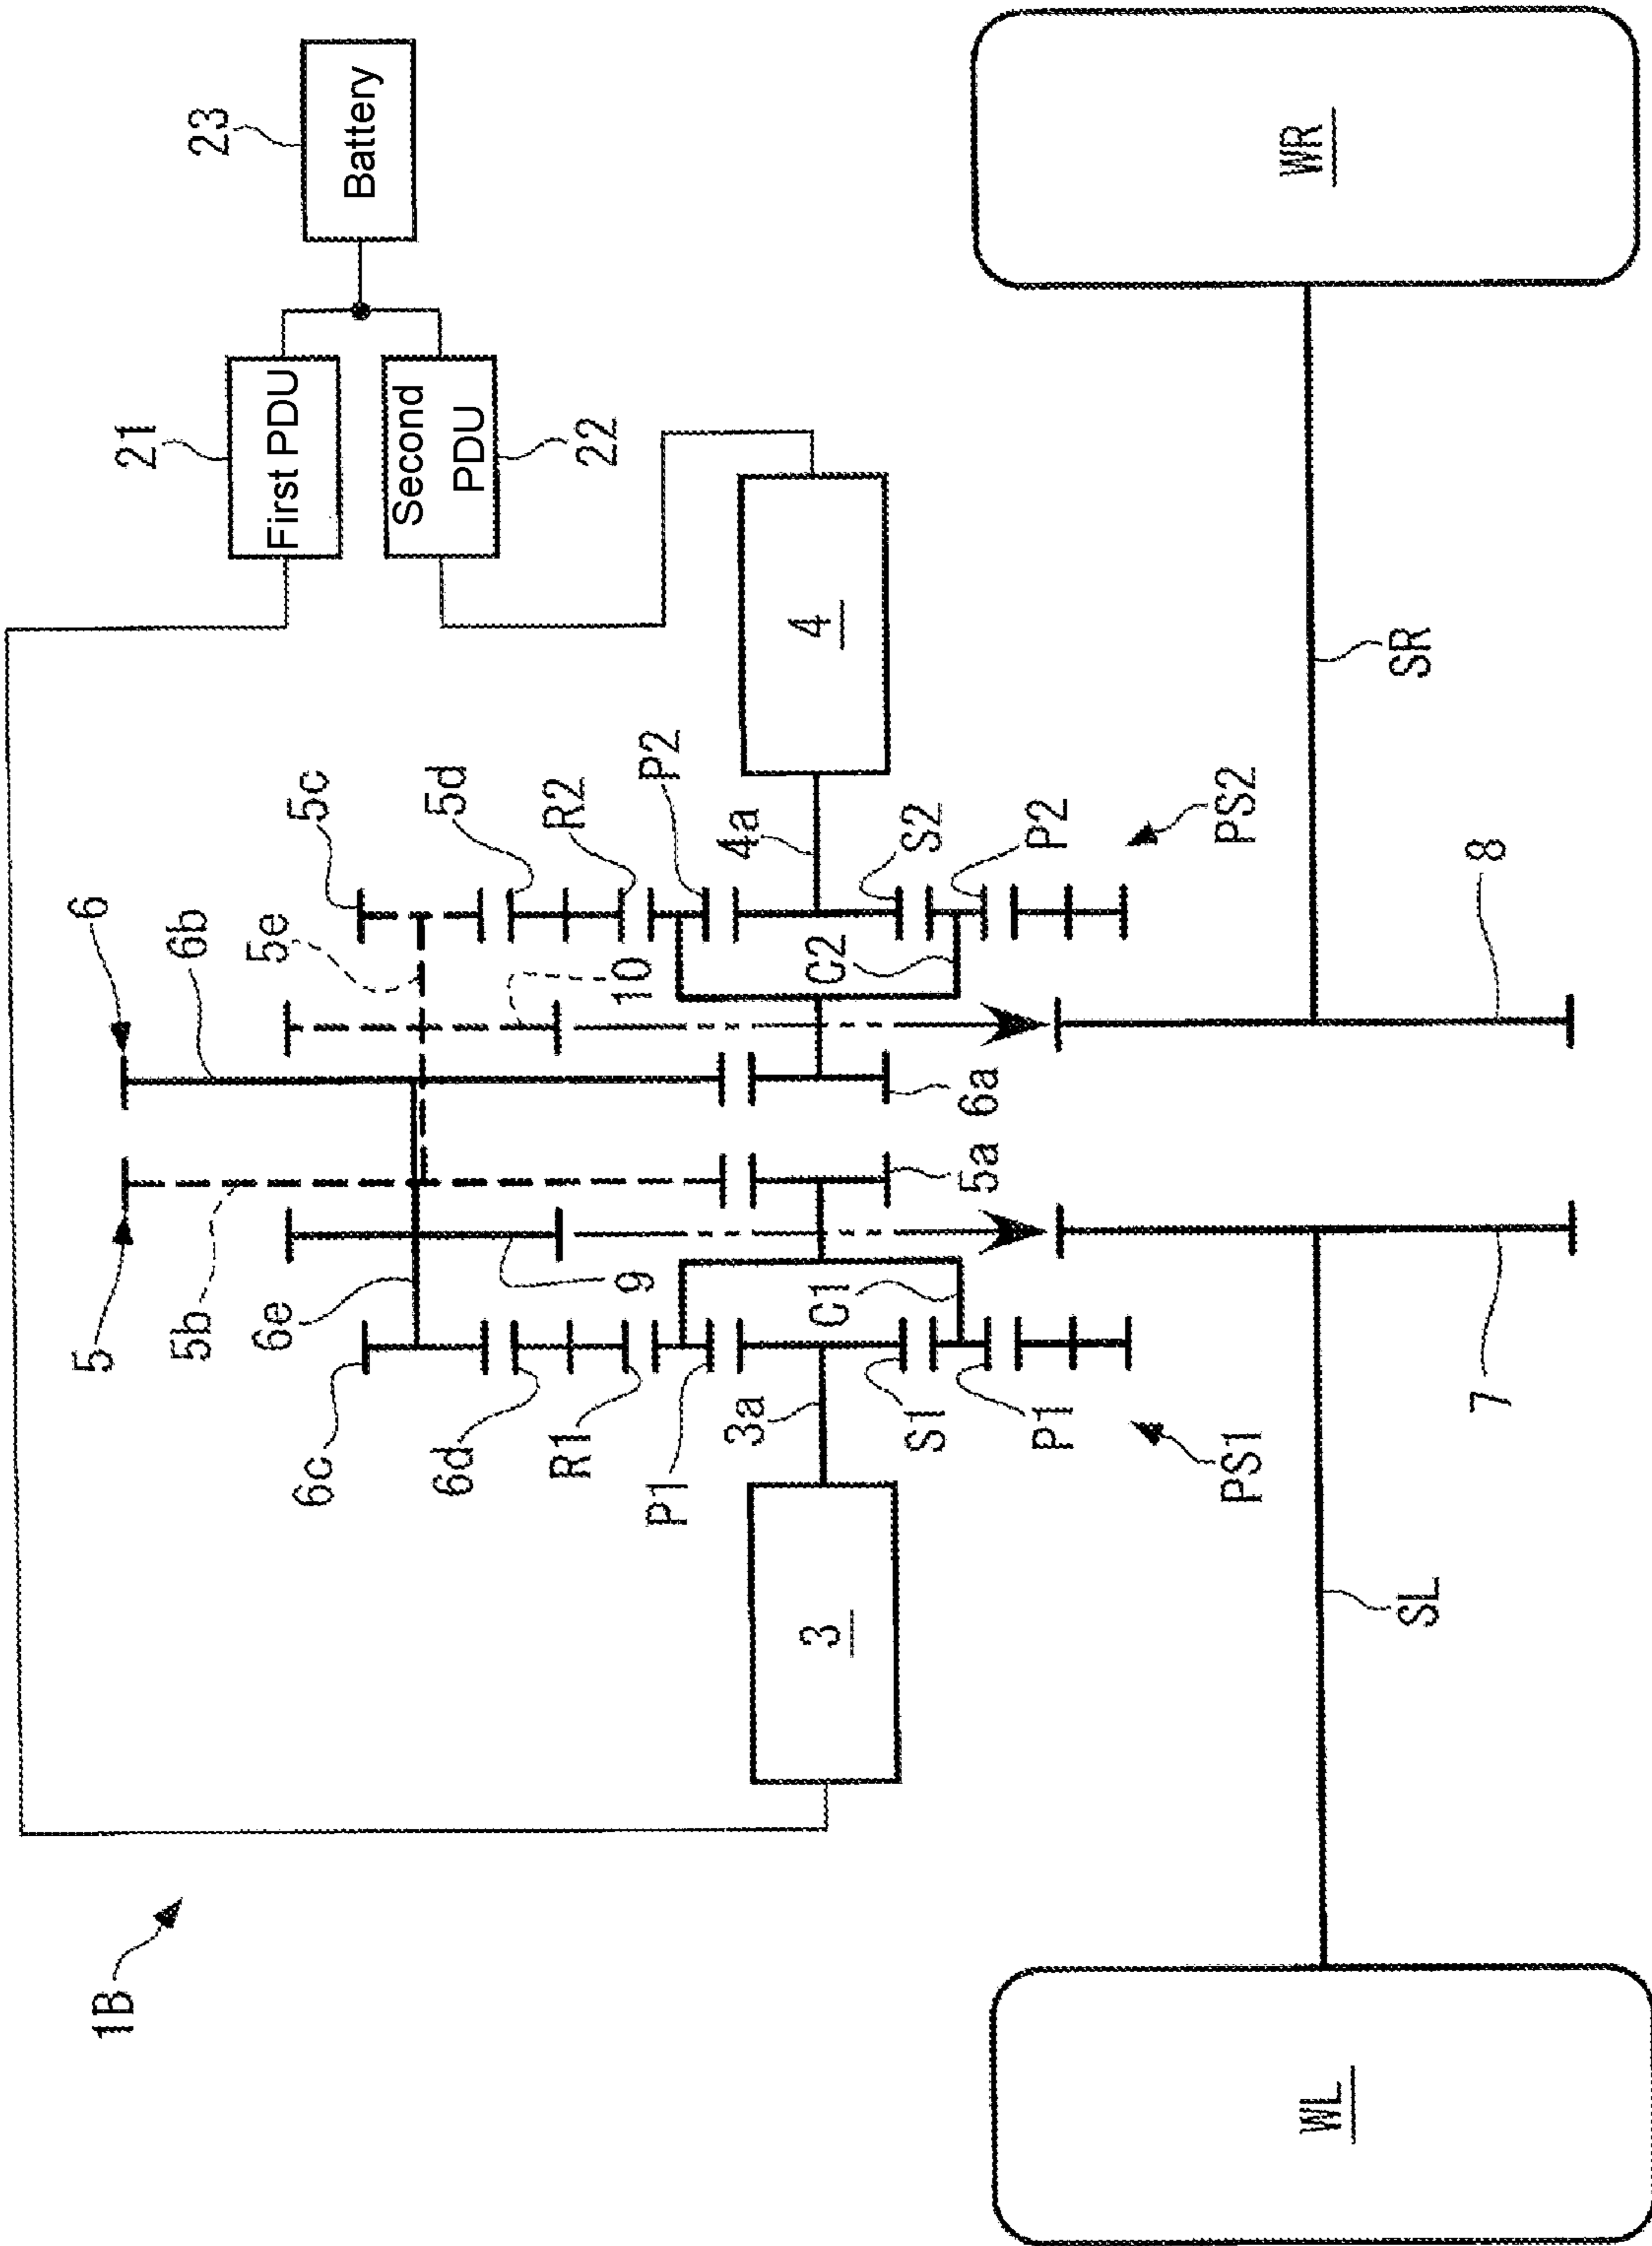 1B
23
Battery
21
First PDU
Second
PDU
22
5
6
5b
6b
6e
5e
5c
6c
5d
6d
9
10
R1
R2
P1
P2
3a
4a
3
4
5a
6a
C1
C2
S1
S2
P1
P2
PS1
PS2
7
8
SL
SR
WL
WR